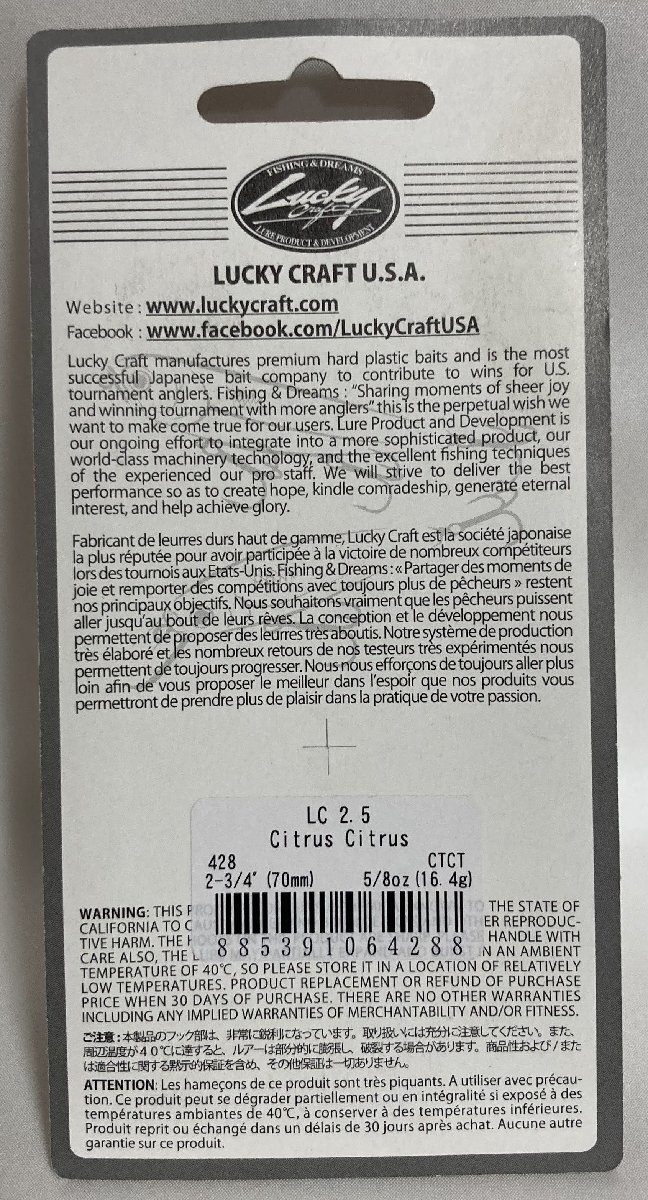 FISHING & DREAMS
Lucky
Craft
LURE PRODUCT & DEVELOPMENT
LUCKY CRAFT U.S.A.
Website : www.luckycraft.com
Facebook : www.facebook.com/LuckyCraftUSA
Lucky Craft manufactures premium hard plastic baits and is the most
successful Japanese bait company to contribute to wins for U.S.
tournament anglers. Fishing & Dreams : "Sharing moments of sheer joy
and winning tournament with more anglers" this is the perpetual wish we
want to make come true for our users. Lure Product and Development is
our ongoing effort to integrate into a more sophisticated product, our
world-class machinery technology, and the excellent fishing techniques
of the experienced our pro staff. We will strive to deliver the best
performance so as to create hope, kindle comradeship, generate eternal
interest, and help achieve glory.
Fabricant de leurres durs haut de gamme, Lucky Craft est la société japonaise
la plus réputée pour avoir participée à la victoire de nombreux compétiteurs
lors des tournois aux Etats-Unis. Fishing & Dreams : « Partager des moments de
joie et remporter des compétitions avec toujours plus de pêcheurs » restent
nos principaux objectifs. Nous souhaitons vraiment que les pêcheurs puissent
aller jusqu'au bout de leurs rêves. La conception et le développement nous
permettent de proposer des leurres très aboutis. Notre système de production
très élaboré et les nombreux retours de nos testeurs très expérimentés nous
permettent de toujours progresser. Nous nous efforçons de toujours aller plus
loin afin de vous proposer le meilleur dans l'espoir que nos produits vous
permettront de prendre plus de plaisir dans la pratique de votre passion.
LC 2.5
Citrus Citrus
428 CTCT
2-3/4" (70mm) 5/8oz (16.4g)
885391064288
WARNING: THIS THE STATE OF
CALIFORNIA TO ER REPRODUC-
TIVE HARM. THE HANDLE WITH
CARE ALSO, THE IN AN AMBIENT
TEMPERATURE OF 40℃, SO PLEASE STORE IT IN A LOCATION OF RELATIVELY
LOW TEMPERATURES. PRODUCT REPLACEMENT OR REFUND OF PURCHASE
PRICE WHEN 30 DAYS OF PURCHASE. THERE ARE NO OTHER WARRANTIES
INCLUDING ANY IMPLIED WARRANTIES OF MERCHANTABILITY AND/OR FITNESS.
ご注意 : 本製品のフック部は、非常に鋭利になっています。取り扱いには充分に注意してください。また、
周辺温度が40℃に達すると、ルアーは部分的に膨張し、破裂する場合があります。商品性および/また
は適合性に関する黙示的保証を含め、その他保証は一切ありません。
ATTENTION: Les hameçons de ce produit sont très piquants. A utiliser avec précau-
tion. Ce produit peut se dégrader partiellement ou en intégralité si exposé à des
températures ambiantes de 40℃, à conserver à des températures inférieures.
Produit reprit ou échangé dans un délais de 30 jours après achat. Aucune autre
garantie sur ce produit.